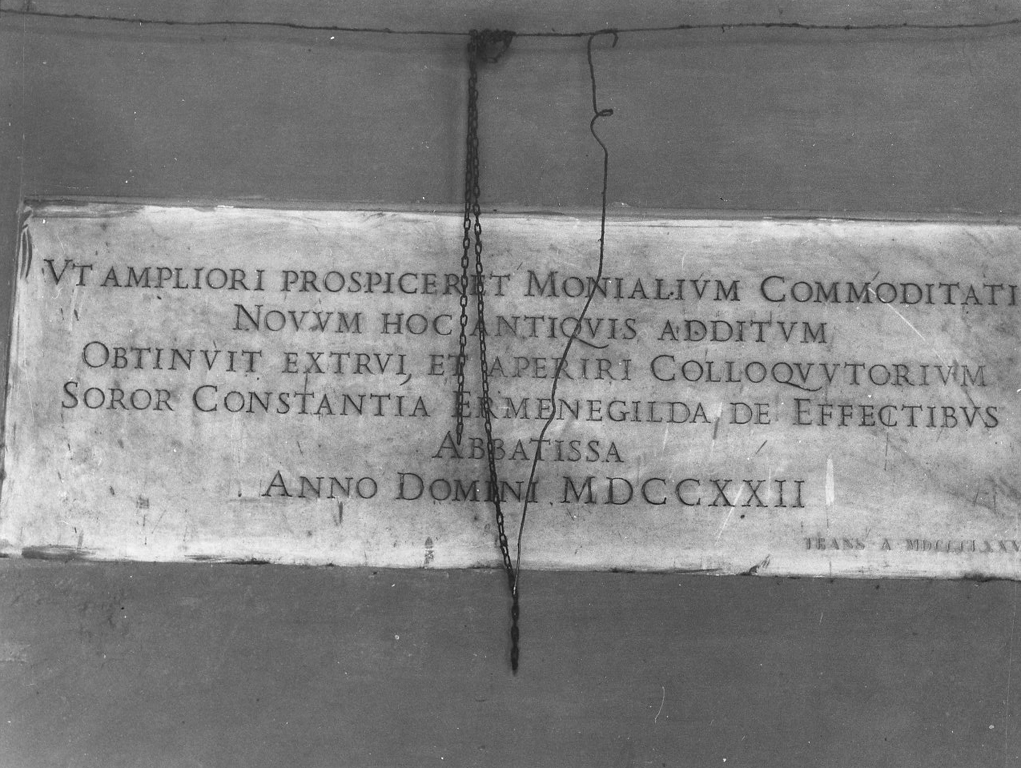 VT AMPLIORI PROSPICERET MONIALIVM COMMODITATI
NOVVM HOC ANTIQVIS ADDITVM
OBTINVIT EXTRVI, ET APERIRI COLLOQVVTORIVM
SOROR CONSTANTIA ERMENEGILDA DE EFFECTIBVS
ABBATISSA
ANNO DOMINI MDCCXXII
TRANS A